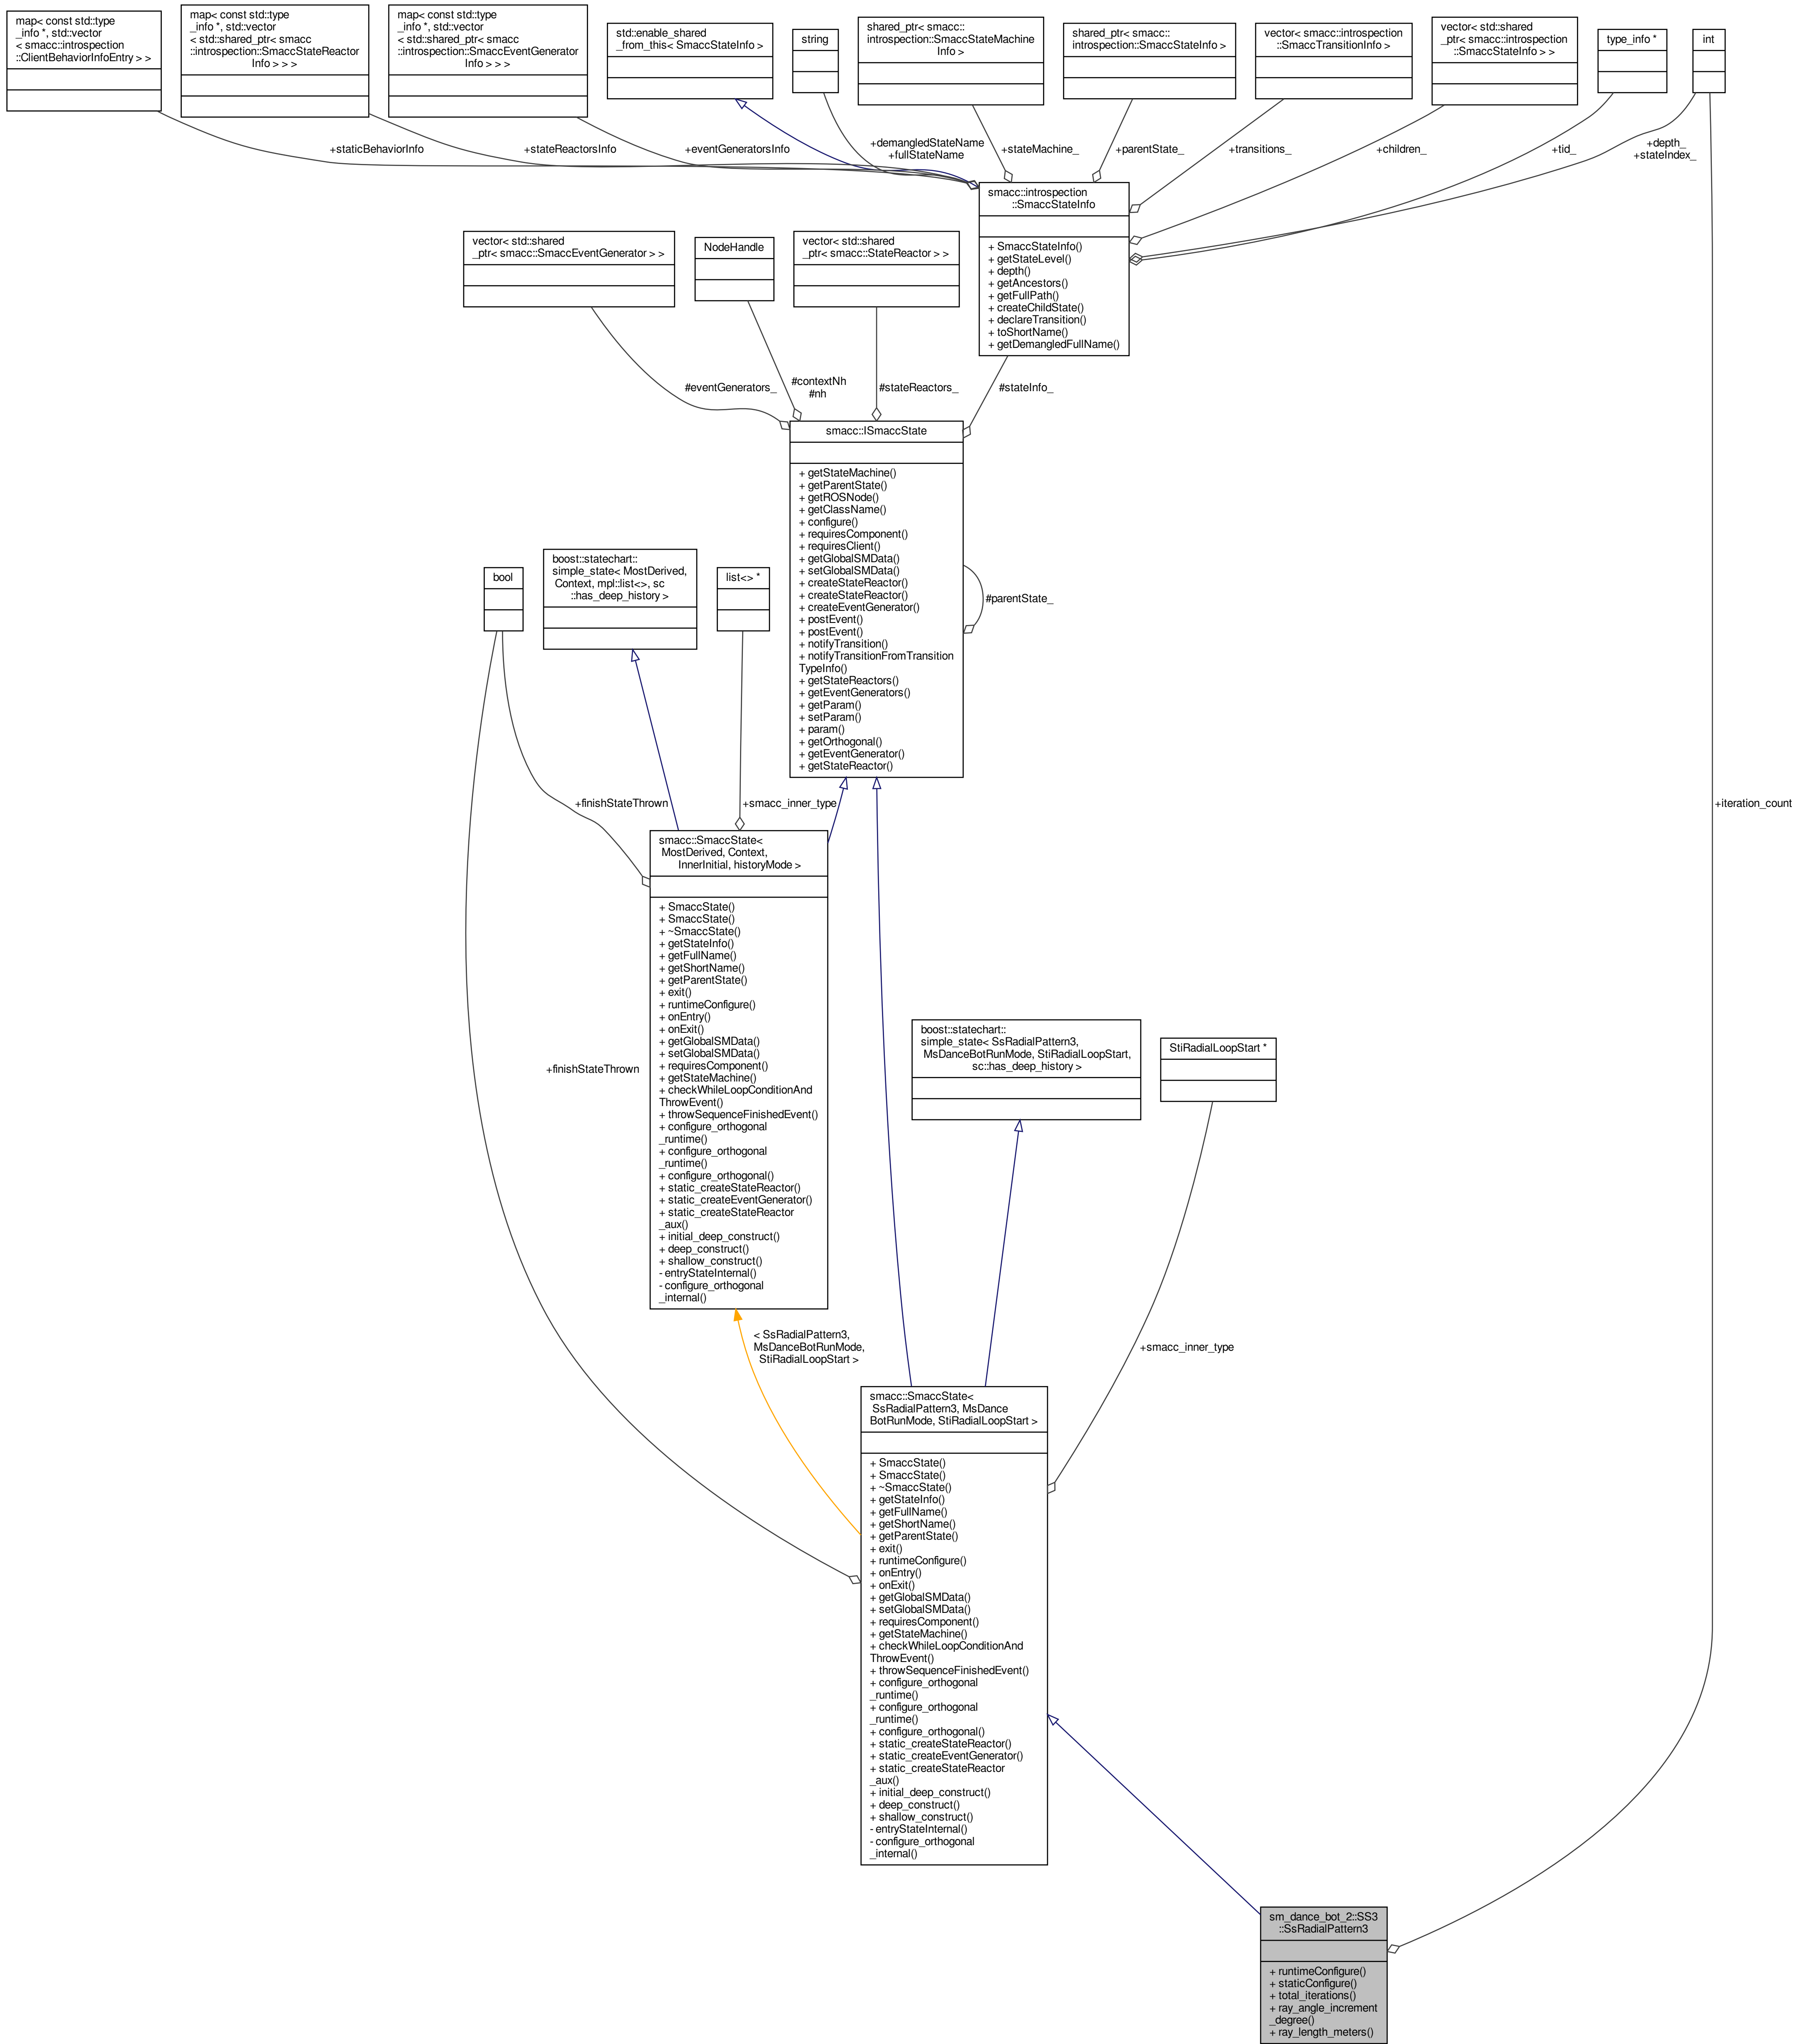 map< const std::type
_info *, std::vector
< smacc::introspection
::ClientBehaviorInfoEntry > >
map< const std::type
_info *, std::vector
< std::shared_ptr< smacc
::introspection::SmaccStateReactor
Info > > >
map< const std::type
_info *, std::vector
< std::shared_ptr< smacc
::introspection::SmaccEventGenerator
Info > > >
std::enable_shared
_from_this< SmaccStateInfo >
string
shared_ptr< smacc::
introspection::SmaccStateMachine
Info >
shared_ptr< smacc::
introspection::SmaccStateInfo >
vector< smacc::introspection
::SmaccTransitionInfo >
vector< std::shared
_ptr< smacc::introspection
::SmaccStateInfo > >
type_info *
int
+staticBehaviorInfo
+stateReactorsInfo
+eventGeneratorsInfo
+demangledStateName
+fullStateName
+stateMachine_
+parentState_
+transitions_
+children_
+tid_
+depth_
+stateIndex_
smacc::introspection
::SmaccStateInfo
+ SmaccStateInfo()
+ getStateLevel()
+ depth()
+ getAncestors()
+ getFullPath()
+ createChildState()
+ declareTransition()
+ toShortName()
+ getDemangledFullName()
vector< std::shared
_ptr< smacc::SmaccEventGenerator > >
NodeHandle
vector< std::shared
_ptr< smacc::StateReactor > >
#eventGenerators_
#contextNh
#nh
#stateReactors_
#stateInfo_
smacc::ISmaccState
+ getStateMachine()
+ getParentState()
+ getROSNode()
+ getClassName()
+ configure()
+ requiresComponent()
+ requiresClient()
+ getGlobalSMData()
+ setGlobalSMData()
+ createStateReactor()
+ createStateReactor()
+ createEventGenerator()
+ postEvent()
+ postEvent()
+ notifyTransition()
+ notifyTransitionFromTransition
TypeInfo()
+ getStateReactors()
+ getEventGenerators()
+ getParam()
+ setParam()
+ param()
+ getOrthogonal()
+ getEventGenerator()
+ getStateReactor()
#parentState_
bool
boost::statechart::
simple_state< MostDerived,
Context, mpl::list<>, sc
::has_deep_history >
list<> *
+finishStateThrown
+smacc_inner_type
+iteration_count
smacc::SmaccState<
MostDerived, Context,
InnerInitial, historyMode >
+ SmaccState()
+ SmaccState()
+ ~SmaccState()
+ getStateInfo()
+ getFullName()
+ getShortName()
+ getParentState()
+ exit()
+ runtimeConfigure()
+ onEntry()
+ onExit()
+ getGlobalSMData()
+ setGlobalSMData()
+ requiresComponent()
+ getStateMachine()
+ checkWhileLoopConditionAnd
ThrowEvent()
+ throwSequenceFinishedEvent()
+ configure_orthogonal
_runtime()
+ configure_orthogonal
_runtime()
+ configure_orthogonal()
+ static_createStateReactor()
+ static_createEventGenerator()
+ static_createStateReactor
_aux()
+ initial_deep_construct()
+ deep_construct()
+ shallow_construct()
- entryStateInternal()
- configure_orthogonal
_internal()
+finishStateThrown
boost::statechart::
simple_state< SsRadialPattern3,
MsDanceBotRunMode, StiRadialLoopStart,
sc::has_deep_history >
StiRadialLoopStart *
< SsRadialPattern3,
MsDanceBotRunMode,
StiRadialLoopStart >
+smacc_inner_type
smacc::SmaccState<
SsRadialPattern3, MsDance
BotRunMode, StiRadialLoopStart >
+ SmaccState()
+ SmaccState()
+ ~SmaccState()
+ getStateInfo()
+ getFullName()
+ getShortName()
+ getParentState()
+ exit()
+ runtimeConfigure()
+ onEntry()
+ onExit()
+ getGlobalSMData()
+ setGlobalSMData()
+ requiresComponent()
+ getStateMachine()
+ checkWhileLoopConditionAnd
ThrowEvent()
+ throwSequenceFinishedEvent()
+ configure_orthogonal
_runtime()
+ configure_orthogonal
_runtime()
+ configure_orthogonal()
+ static_createStateReactor()
+ static_createEventGenerator()
+ static_createStateReactor
_aux()
+ initial_deep_construct()
+ deep_construct()
+ shallow_construct()
- entryStateInternal()
- configure_orthogonal
_internal()
sm_dance_bot_2::SS3
::SsRadialPattern3
+ runtimeConfigure()
+ staticConfigure()
+ total_iterations()
+ ray_angle_increment
_degree()
+ ray_length_meters()